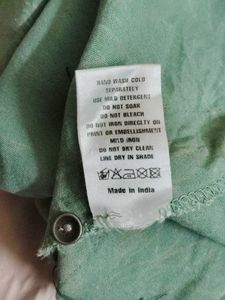 HAND WASH COLD
SEPARATELY
USE MILD DETERGENT
DO NOT SOAK
DO NOT BLEACH
DO NOT IRON DIRECLTY ON
PRINT OR EMBELLISHMENT
MILD IRON
DO NOT DRY CLEAN
LINE DRY IN SHADE
Made in India